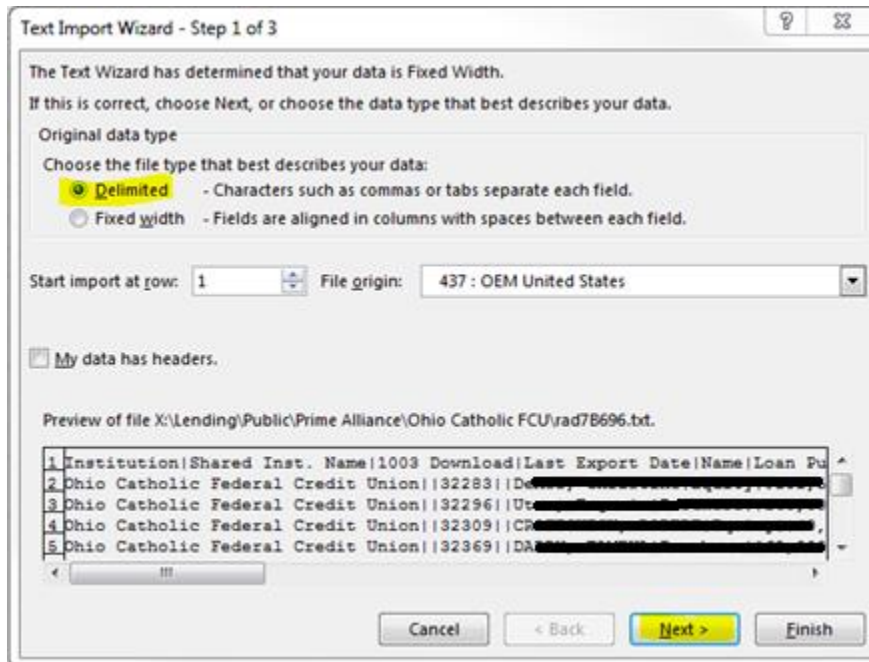 Text Import Wizard - Step 1 of 3
The Text Wizard has determined that your data is Fixed Width.
If this is correct, choose Next, or choose the data type that best describes your data.
Original data type
Choose the file type that best describes your data:
Delimited - Characters such as commas or tabs separate each field.
Fixed width - Fields are aligned in columns with spaces between each field.
Start import at row: 1 File origin: 437 : OEM United States
My data has headers.
Preview of file X:\Lending\Public\Prime Alliance\Ohio Catholic FCU\rad7B696.txt.
1 Institution|Shared Inst. Name|1003 Download|Last Export Date|Name|Loan Pu
2 Ohio Catholic Federal Credit Union||32283||De
3 Ohio Catholic Federal Credit Union||32296||Ut
4 Ohio Catholic Federal Credit Union||32309||CR
5 Ohio Catholic Federal Credit Union||32369||DA
Cancel < Back Next > Finish